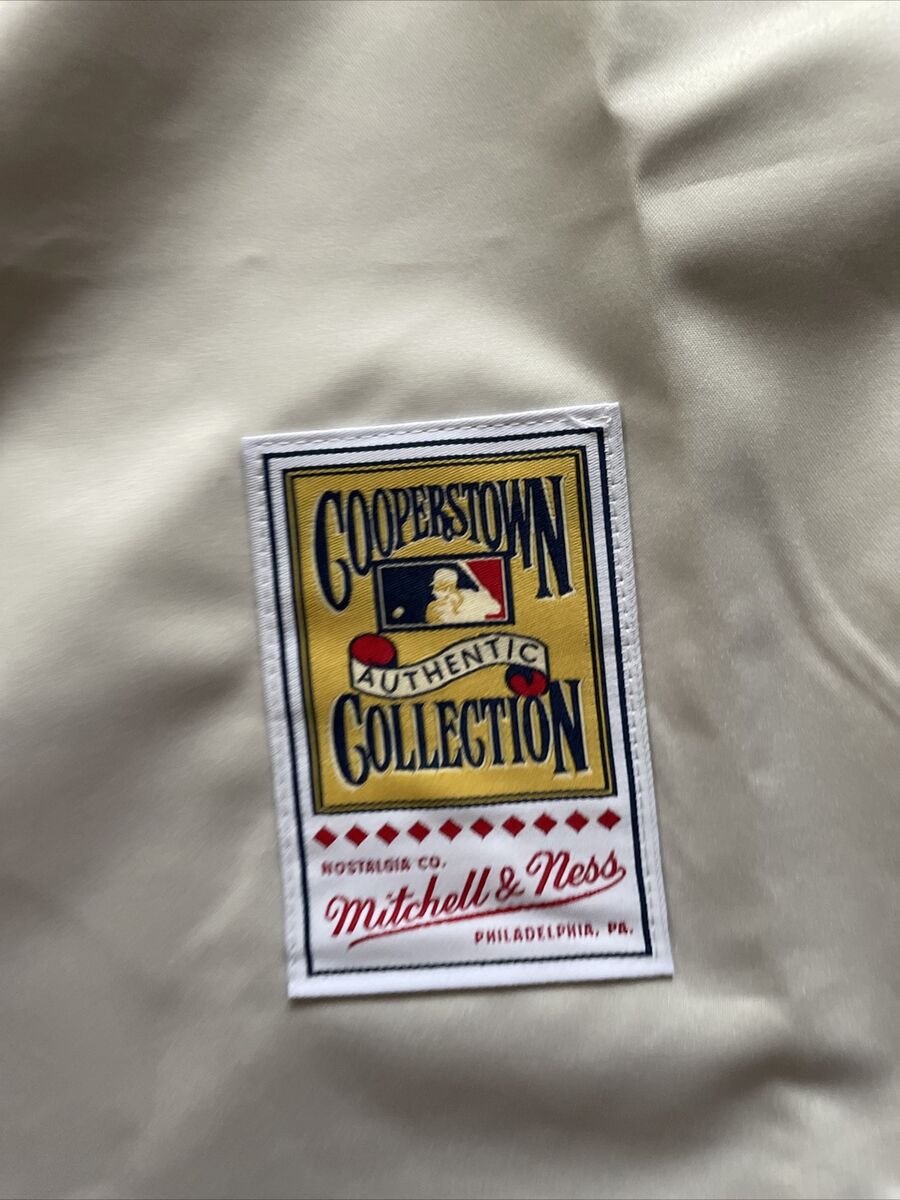 COOPERSTOWN
AUTHENTIC
COLLECTION
NOSTALGIA CO.
Mitchell & Ness
PHILADELPHIA, PA.